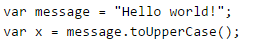 var message = "Hello world!";
var x = message.toUpperCase();